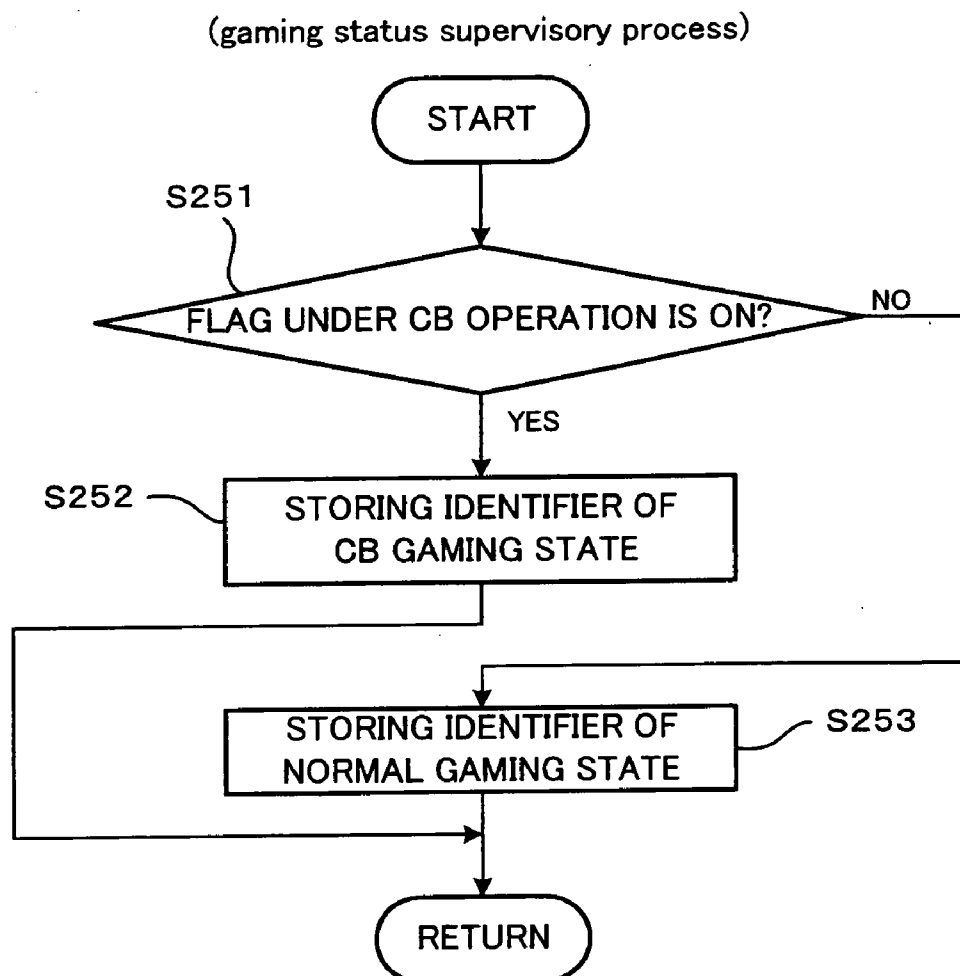 (gaming status supervisory process)
START
S251
FLAG UNDER CB OPERATION IS ON?
NO
YES
S252
STORING IDENTIFIER OF
CB GAMING STATE
STORING IDENTIFIER OF
NORMAL GAMING STATE
S253
RETURN